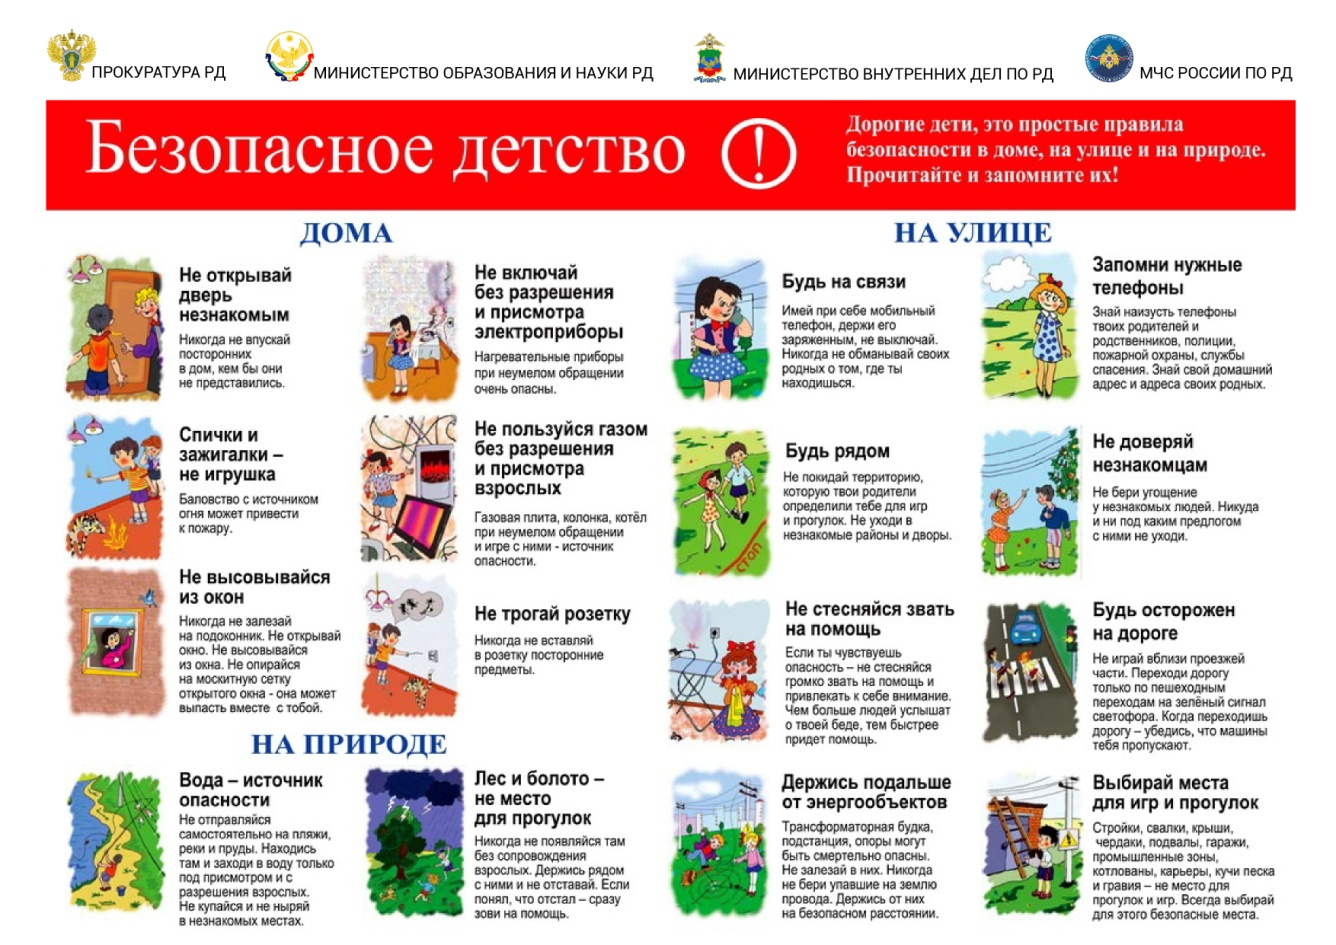 ПРОКУРАТУРА РД
МИНИСТЕРСТВО ОБРАЗОВАНИЯ И НАУКИ РД
МИНИСТЕРСТВО ВНУТРЕННИХ ДЕЛ ПО РД
МЧС РОССИИ ПО РД
Безопасное детство !
Дорогие дети, это простые правила
безопасности в доме, на улице и на природе.
Прочитайте и запомните их!
ДОМА
Не открывай
дверь
незнакомым
Никогда не впускай
посторонних
в дом, кем бы они
не представились.
Не включай
без разрешения
и присмотра
электроприборы
Нагревательные приборы
при неумелом обращении
очень опасны.
Спички и
зажигалки –
не игрушка
Баловство с источником
огня может привести
к пожару.
Не пользуйся газом
без разрешения
и присмотра
взрослых
Газовая плита, колонка, котёл
при неумелом обращении
и игре с ними - источник
опасности.
Не высовывайся
из окон
Никогда не залезай
на подоконник. Не открывай
окно. Не высовывайся
из окна. Не опирайся
на москитную сетку
открытого окна - она может
выпасть вместе с тобой.
Не трогай розетку
Никогда не вставляй
в розетку посторонние
предметы.
НА ПРИРОДЕ
Вода – источник
опасности
Не отправляйся
самостоятельно на пляжи,
реки и пруды. Находись
там и заходи в воду только
под присмотром и с
разрешения взрослых.
Не купайся и не ныряй
в незнакомых местах.
Лес и болото –
не место
для прогулок
Никогда не появляйся там
без сопровождения
взрослых. Держись рядом
с ними и не отставай. Если
понял, что отстал – сразу
зови на помощь.
НА УЛИЦЕ
Будь на связи
Имей при себе мобильный
телефон, держи его
заряженным, не выключай.
Никогда не обманывай своих
родных о том, где ты
находишься.
Запомни нужные
телефоны
Знай наизусть телефоны
твоих родителей и
родственников, полиции,
пожарной охраны, службы
спасения. Знай свой домашний
адрес и адреса своих родных.
СТОП
Будь рядом
Не покидай территорию,
которую твои родители
определили тебе для игр
и прогулок. Не уходи в
незнакомые районы и дворы.
Не доверяй
незнакомцам
Не бери угощение
у незнакомых людей. Никуда
и ни под каким предлогом
с ними не уходи.
Не стесняйся звать
на помощь
Если ты чувствуешь
опасность – не стесняйся
громко звать на помощь и
привлекать к себе внимание.
Чем больше людей услышат
о твоей беде, тем быстрее
придет помощь.
Будь осторожен
на дороге
Не играй вблизи проезжей
части. Переходи дорогу
только по пешеходным
переходам на зелёный сигнал
светофора. Когда переходишь
дорогу – убедись, что машины
тебя пропускают.
Держись подальше
от энергообъектов
Трансформаторная будка,
подстанция, опоры могут
быть смертельно опасны.
Не залезай в них. Никогда
не бери упавшие на землю
провода. Держись от них
на безопасном расстоянии.
Выбирай места
для игр и прогулок
Стройки, свалки, крыши,
чердаки, подвалы, гаражи,
промышленные зоны,
котлованы, карьеры, кучи песка
и гравия – не место для
прогулок и игр. Всегда выбирай
для этого безопасные места.